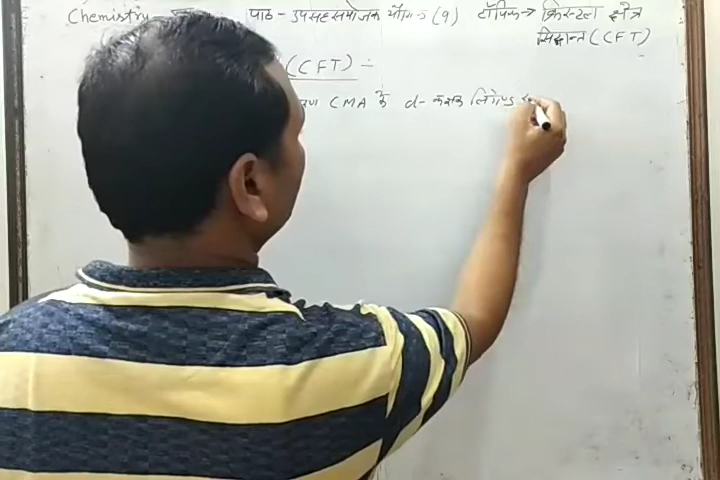 Chemistry पाठ- उपसहसंयोजक यौगिक (9) टॉपिक→ क्रिस्टल क्षेत्र
सिद्धान्त (CFT)
(CFT) :-
CMA के d- कक्षक लिगेण्ड